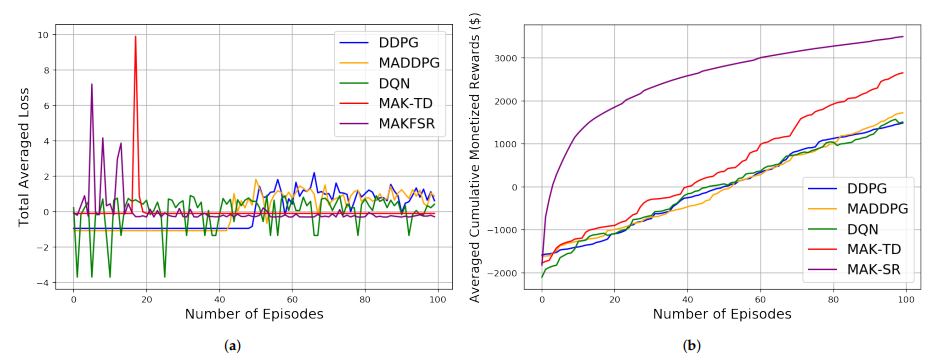 Total Averaged Loss
10
8
6
4
2
0
−2
−4
0
20
40
60
80
100
Number of Episodes
DDPG
MADDPG
DQN
MAK-TD
MAKFSR
(a)
Averaged Cumulative Monetized Rewards ($)
3000
2000
1000
0
−1000
−2000
0
20
40
60
80
100
Number of Episodes
DDPG
MADDPG
DQN
MAK-TD
MAK-SR
(b)